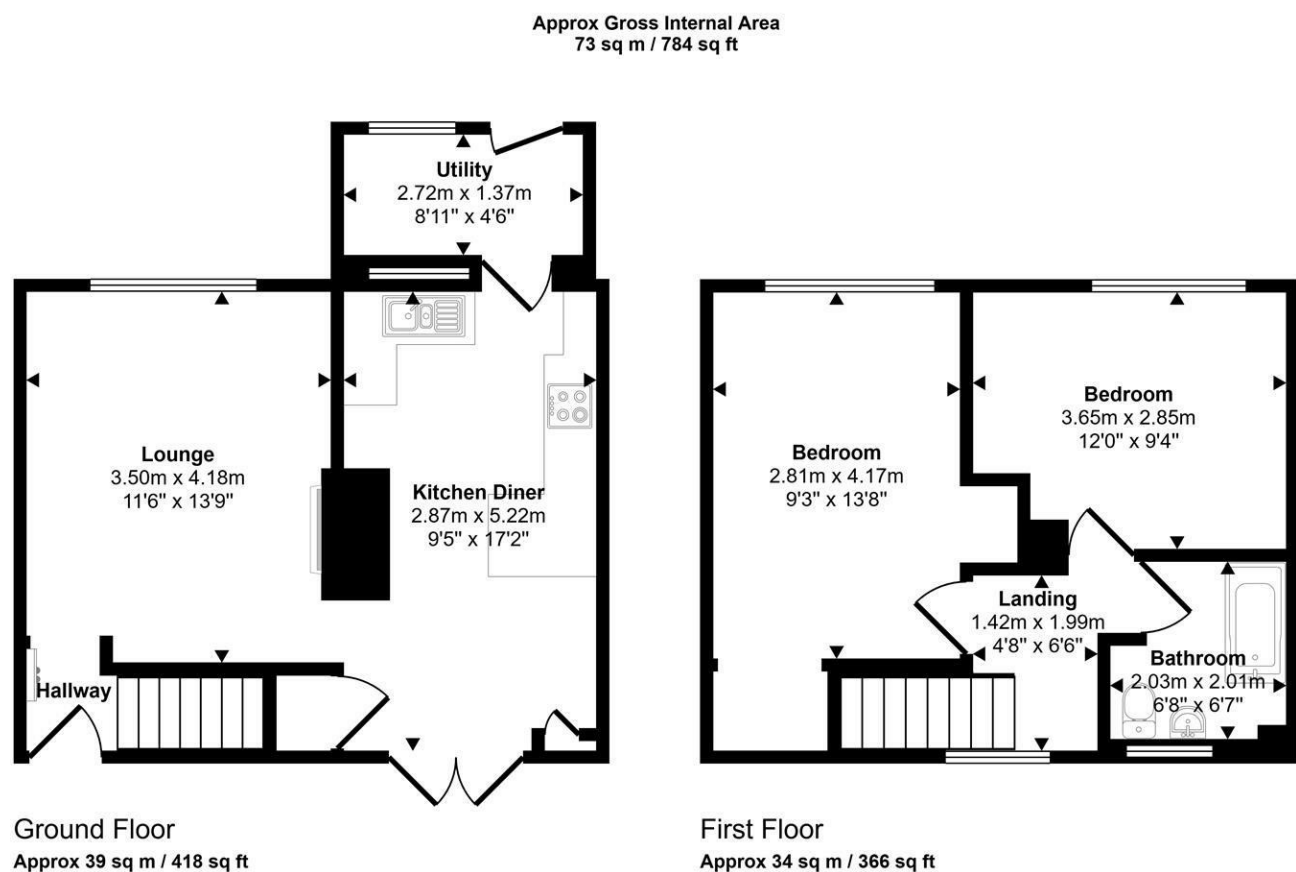 Approx Gross Internal Area
73 sq m / 784 sq ft
Utility
2.72m x 1.37m
8'11" x 4'6"
Lounge
3.50m x 4.18m
11'6" x 13'9"
Kitchen Diner
2.87m x 5.22m
9'5" x 17'2"
Hallway
Ground Floor
Approx 39 sq m / 418 sq ft
Bedroom
2.81m x 4.17m
9'3" x 13'8"
Bedroom
3.65m x 2.85m
12'0" x 9'4"
Landing
1.42m x 1.99m
4'8" x 6'6"
Bathroom
2.03m x 2.01m
6'8" x 6'7"
First Floor
Approx 34 sq m / 366 sq ft